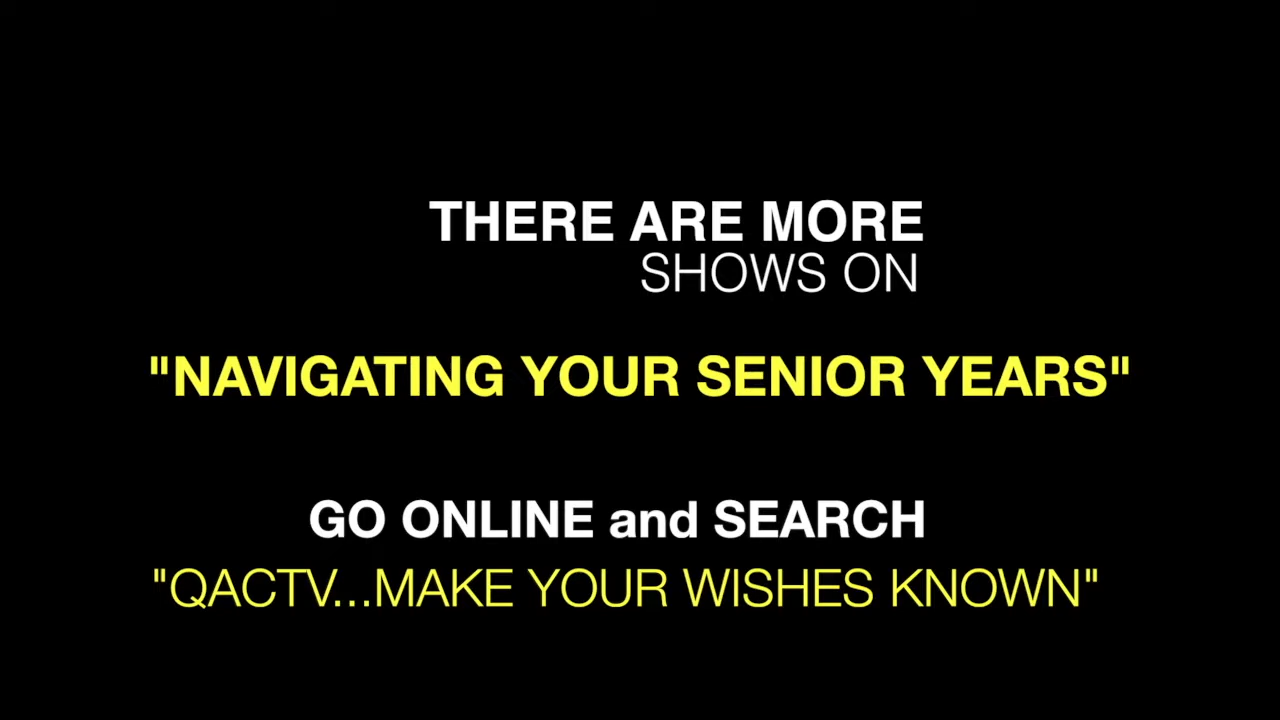 THERE ARE MORE
SHOWS ON
"NAVIGATING YOUR SENIOR YEARS"
GO ONLINE and SEARCH
"QACTV...MAKE YOUR WISHES KNOWN"